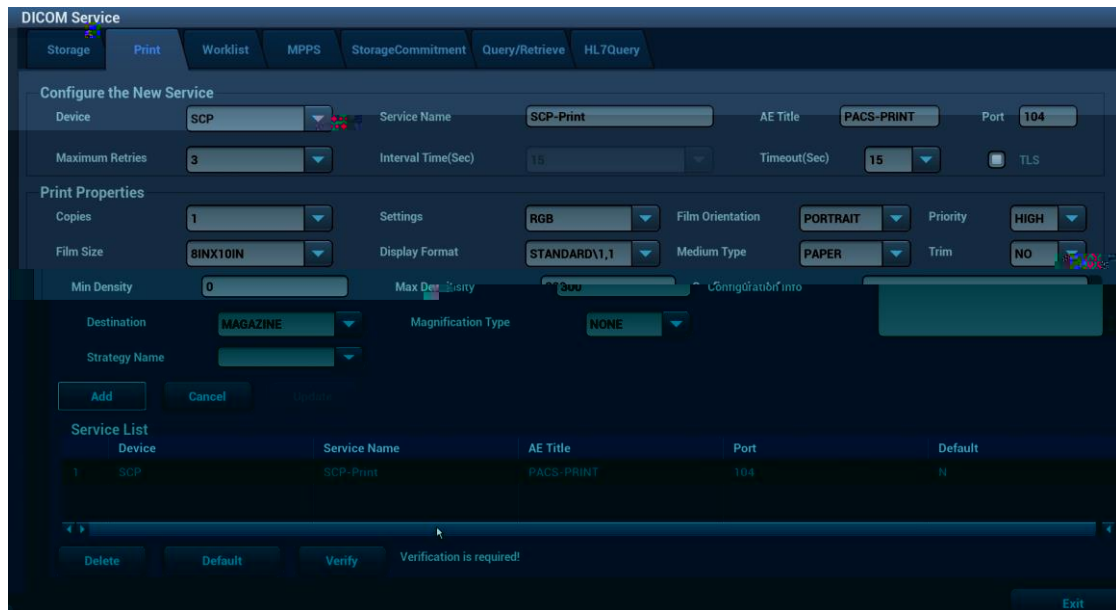 DICOM Service
Storage Print Worklist MPPS StorageCommitment Query/Retrieve HL7Query
Configure the New Service
Device SCP Service Name SCP-Print AE Title PACS-PRINT Port 104
Maximum Retries 3 Interval Time(Sec) 15 Timeout(Sec) 15 TLS
Print Properties
Copies 1 Settings RGB Film Orientation PORTRAIT Priority HIGH
Film Size 8INX10IN Display Format STANDARD\1,1 Medium Type PAPER Trim NO
Min Density 0 Max Density Configuration Info
Destination MAGAZINE Magnification Type NONE
Strategy Name
Add Cancel Update
Service List
Device Service Name AE Title Port Default
1 SCP SCP-Print PACS-PRINT 104 N
Delete Default Verify Verification is required!
Exit